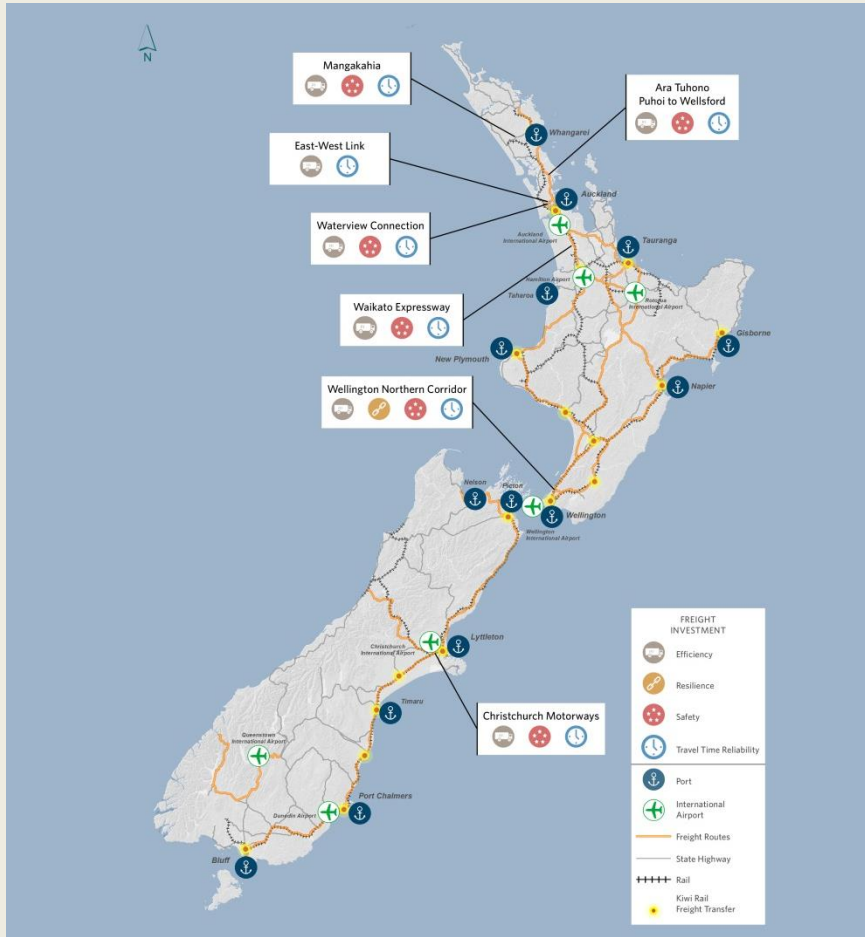 N
Mangakahia
Ara Tuhono
Puhoi to Wellsford
Whangarei
East-West Link
Auckland
Waterview Connection
Auckland
International Airport
Tauranga
Hamilton Airport
Taharoa
Rotorua
International Airport
Waikato Expressway
Gisborne
New Plymouth
Napier
Wellington Northern Corridor
Nelson
Picton
Wellington
Wellington
International Airport
Lyttleton
Christchurch
International Airport
Timaru
Christchurch Motorways
Queenstown
International Airport
Port Chalmers
Dunedin Airport
Bluff
FREIGHT
INVESTMENT
Efficiency
Resilience
Safety
Travel Time Reliability
Port
International
Airport
Freight Routes
State Highway
Rail
Kiwi Rail
Freight Transfer